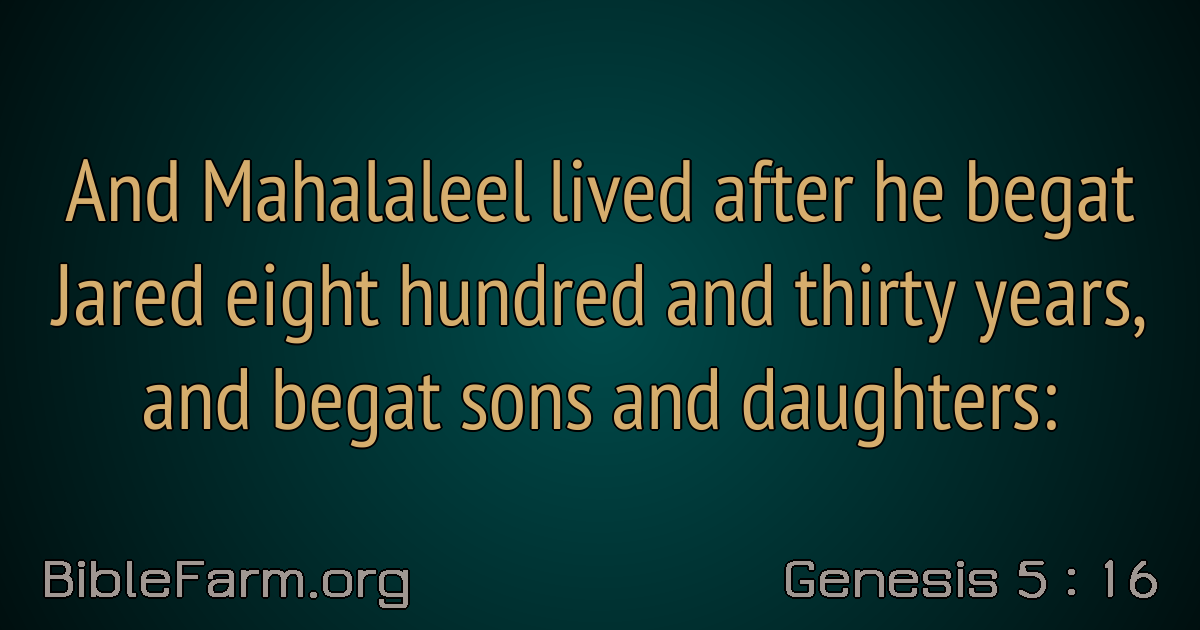 And Mahalaleel lived after he begat
Jared eight hundred and thirty years,
and begat sons and daughters:
BibleFarm.org
Genesis 5 : 16